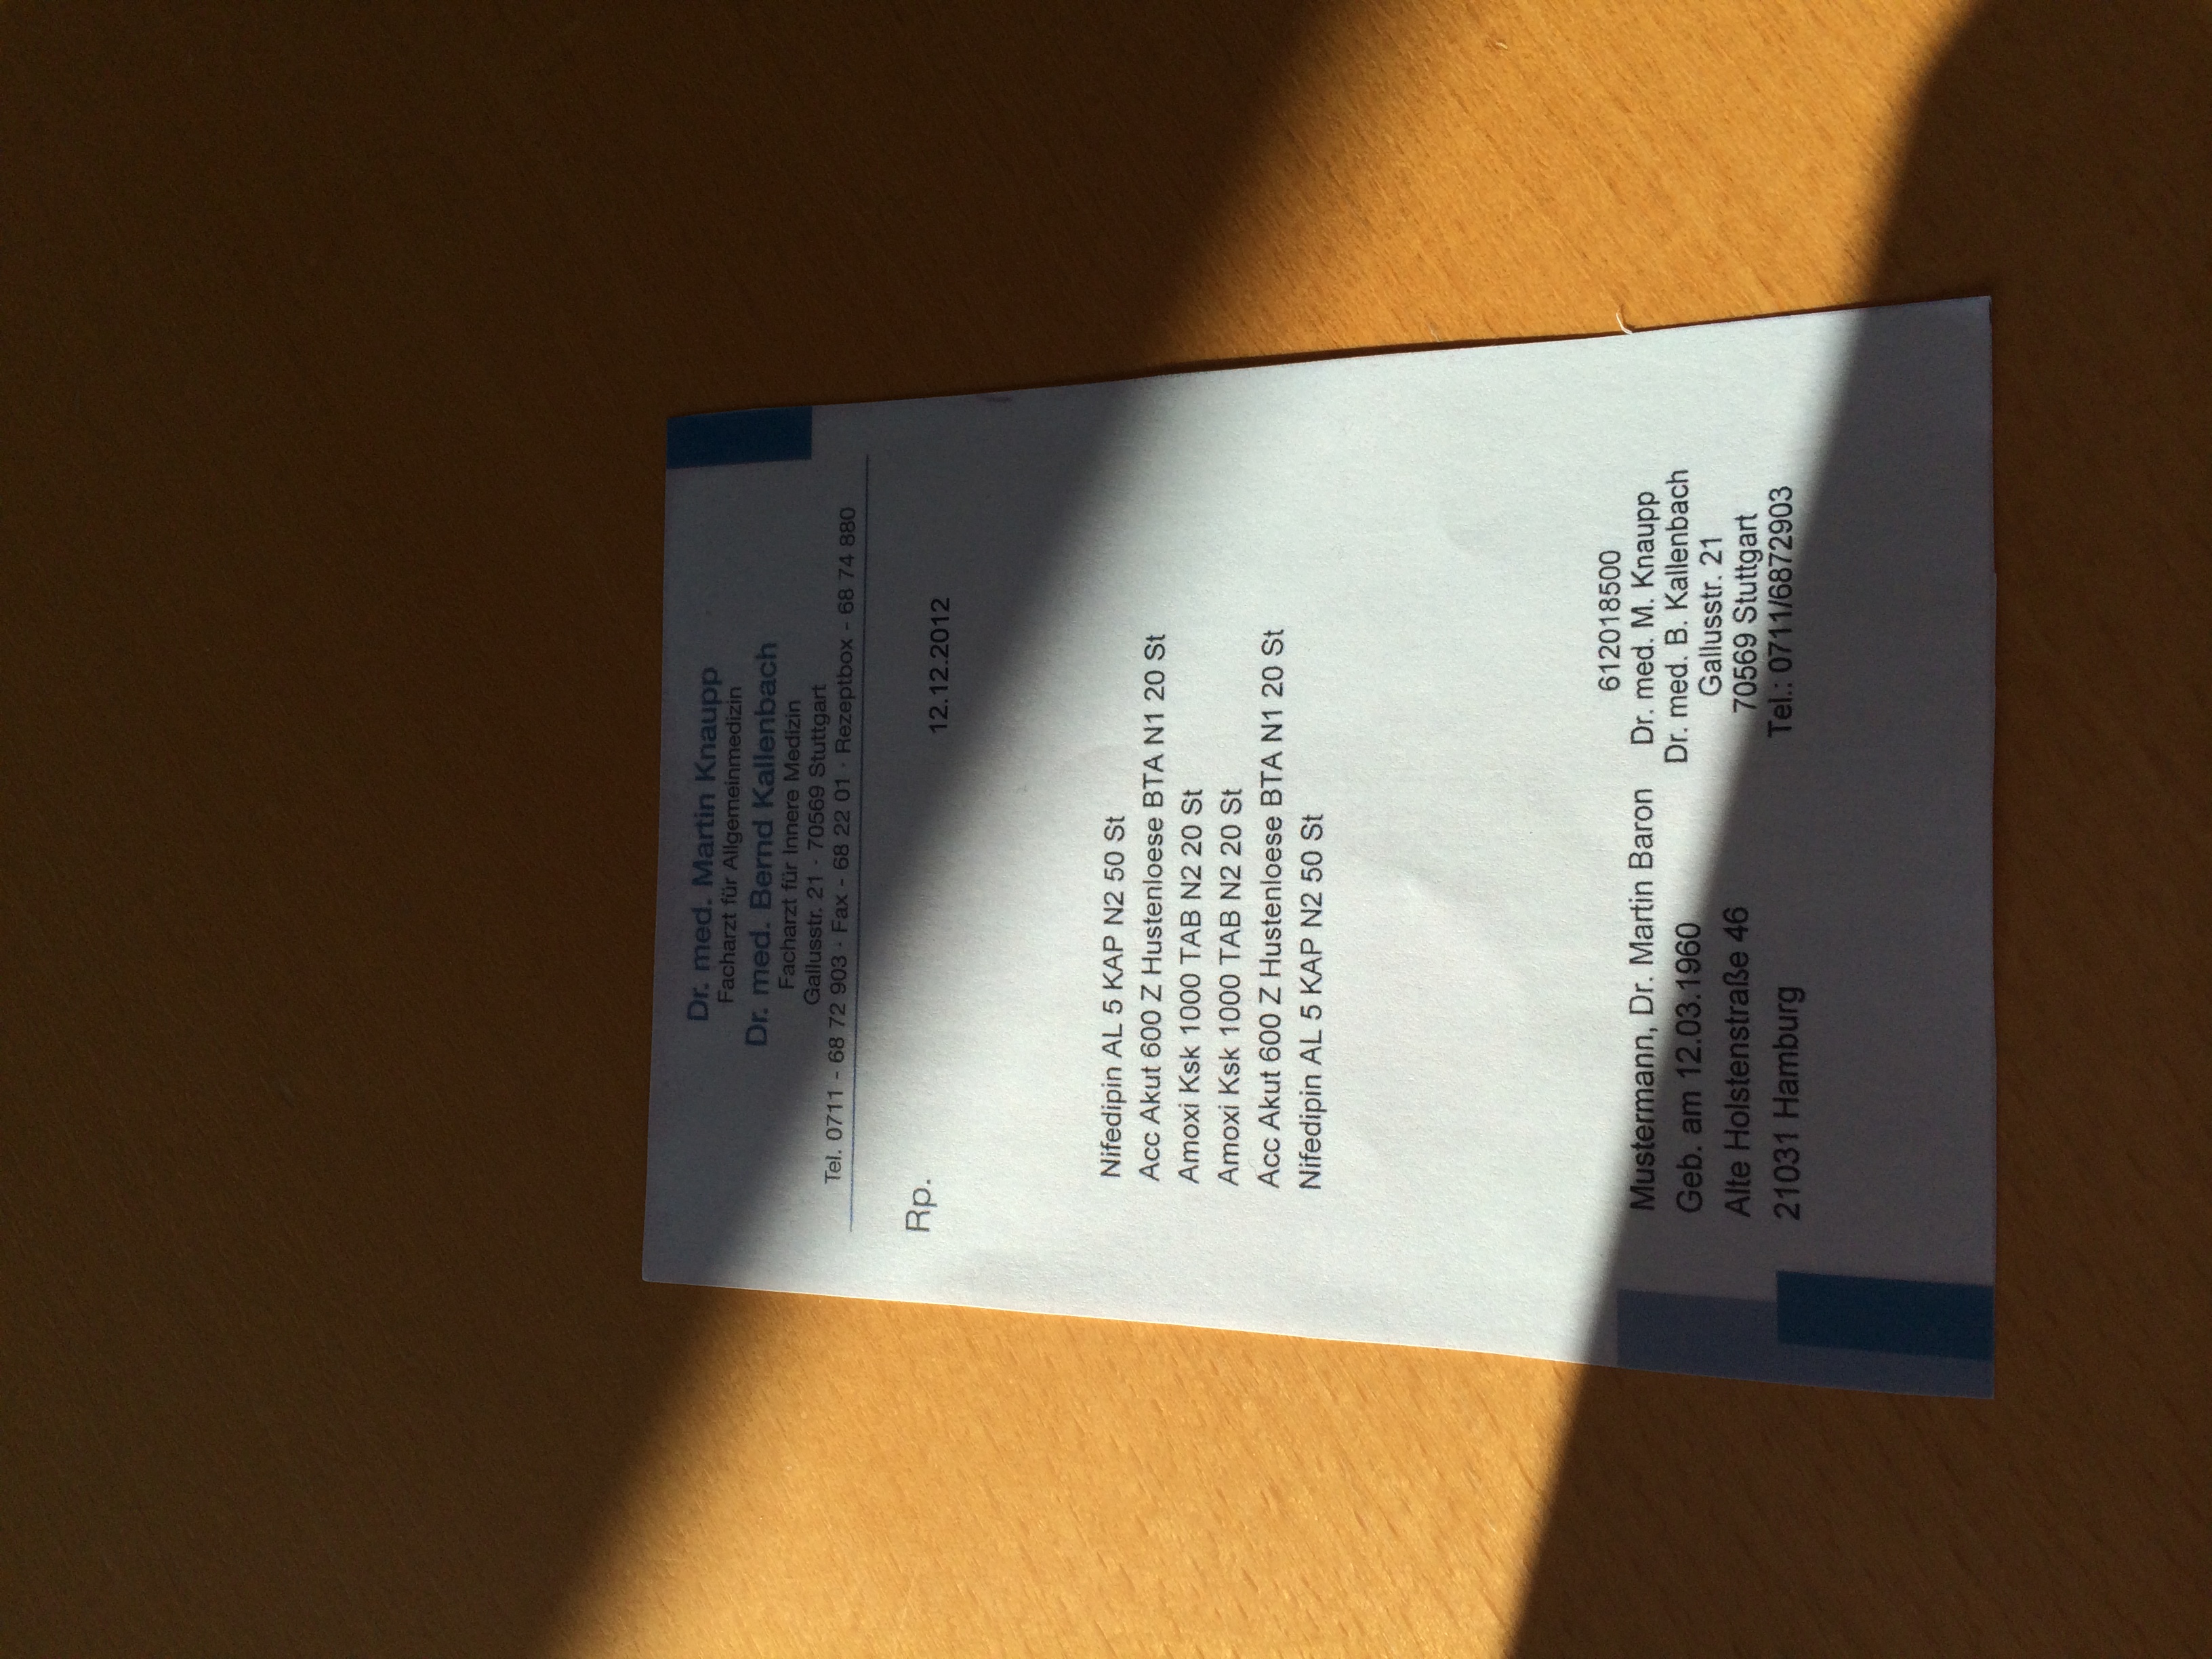 Dr. med. Martin Knaupp
Facharzt für Allgemeinmedizin
Dr. med. Bernd Kallenbach
Facharzt für Innere Medizin
Gallusstr. 21 · 70569 Stuttgart
Tel. 0711 - 68 72 903 · Fax - 68 22 01 · Rezeptbox - 68 74 880
Rp.
12.12.2012
Nifedipin AL 5 KAP N2 50 St
Acc Akut 600 Z Hustenloese BTA N1 20 St
Amoxi Ksk 1000 TAB N2 20 St
Amoxi Ksk 1000 TAB N2 20 St
Acc Akut 600 Z Hustenloese BTA N1 20 St
Nifedipin AL 5 KAP N2 50 St
Mustermann, Dr. Martin Baron
Geb. am 12.03.1960
Alte Holstenstraße 46
21031 Hamburg
612018500
Dr. med. M. Knaupp
Dr. med. B. Kallenbach
Gallusstr. 21
70569 Stuttgart
Tel.: 0711/6872903